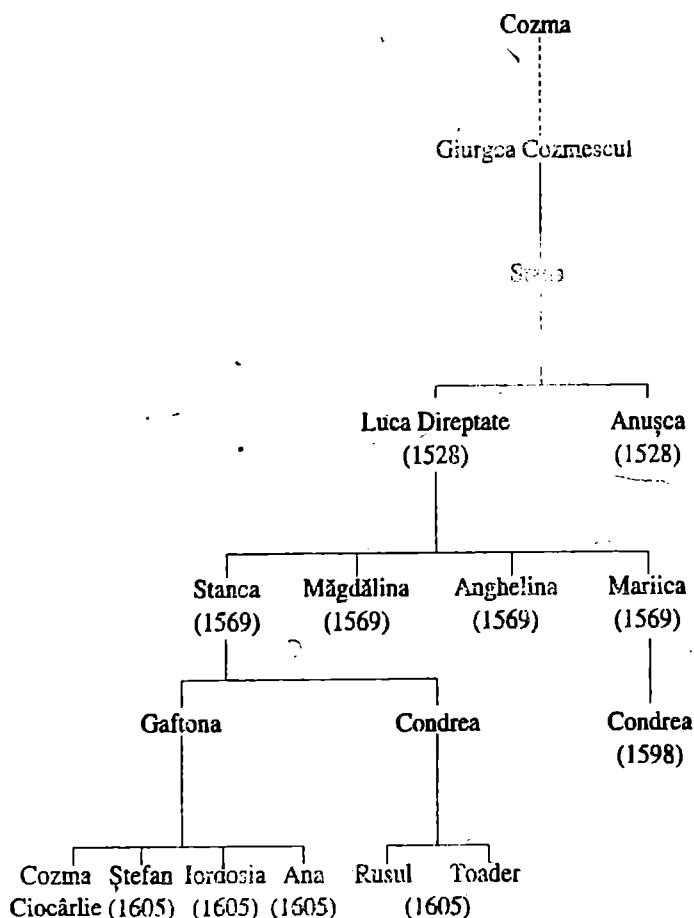 Cozma
Giurgea Cozmescul
Luca Direptate Anușca
(1528) (1528)
Stanca Măgdălina Anghelina Mariica
(1569) (1569) (1569) (1569)
Gaftona Condrea Condrea
(1598)
Cozma Ștefan Iordosia Ana Rusul Toader
Ciocârlie (1605) (1605) (1605) (1605)